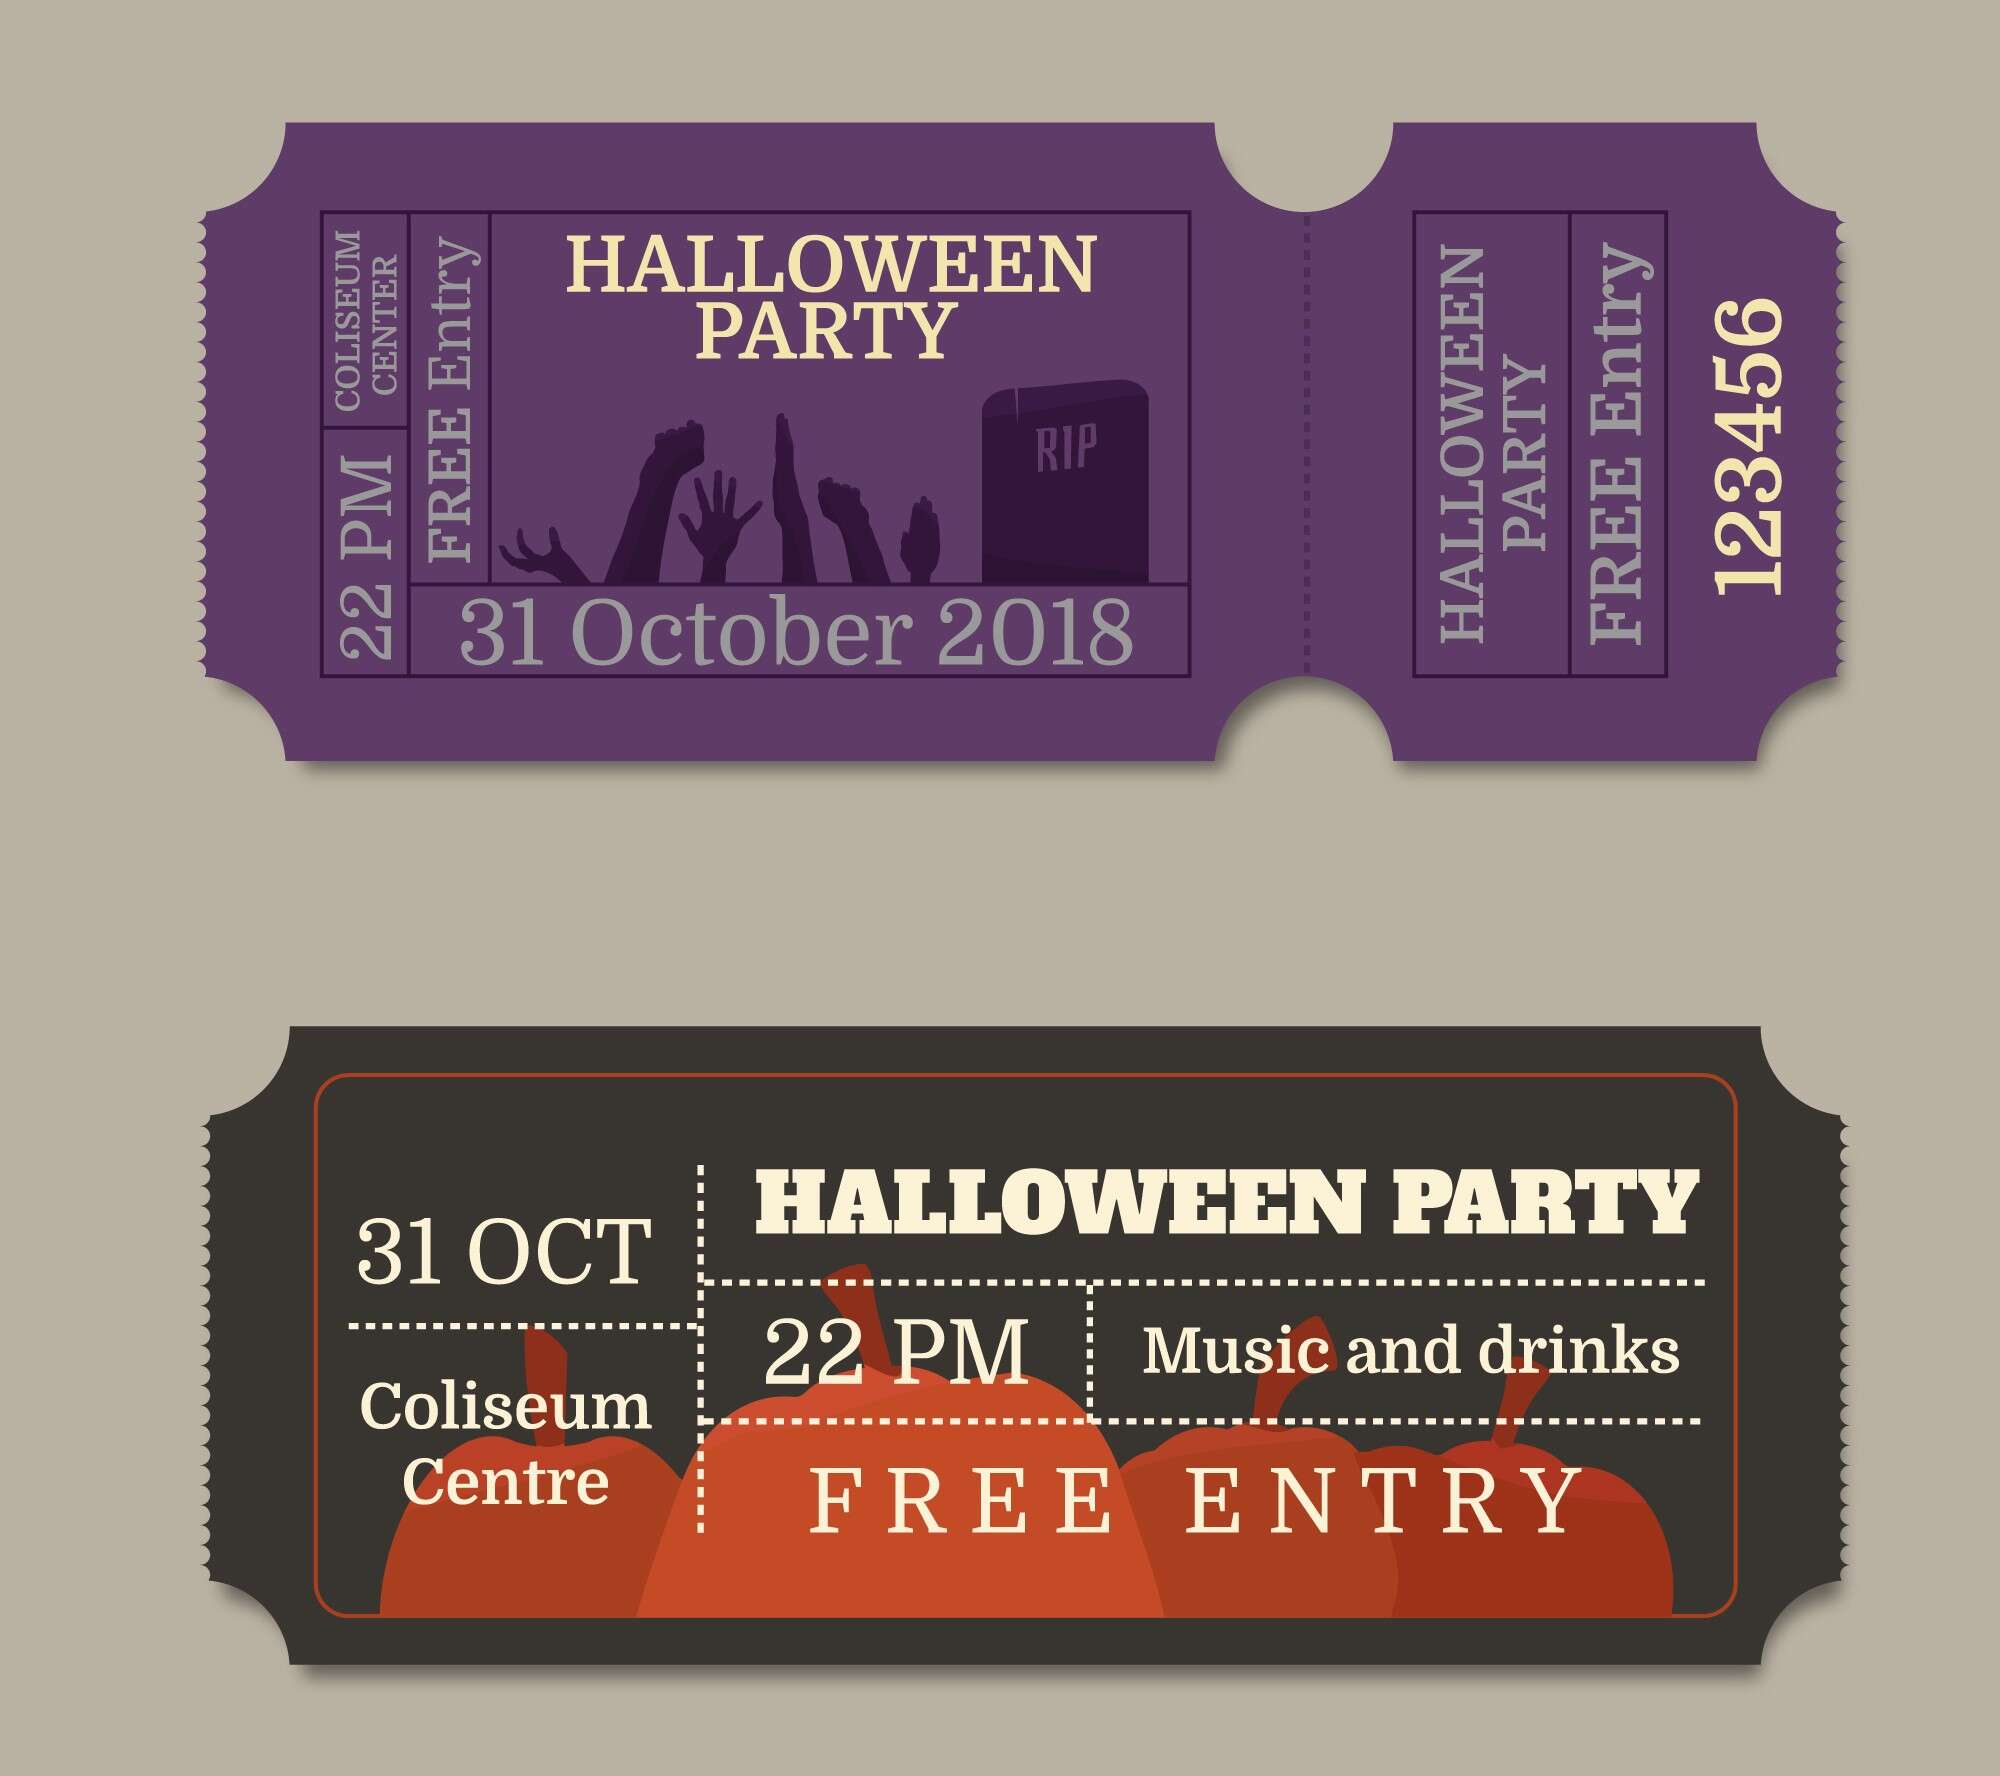 COLISEUM
CENTER
22 PM
FREE Entry
HALLOWEEN
PARTY
RIP
31 October 2018
HALLOWEEN
PARTY
FREE Entry
123456
31 OCT
Coliseum
Centre
HALLOWEEN PARTY
22 PM
Music and drinks
FREE ENTRY